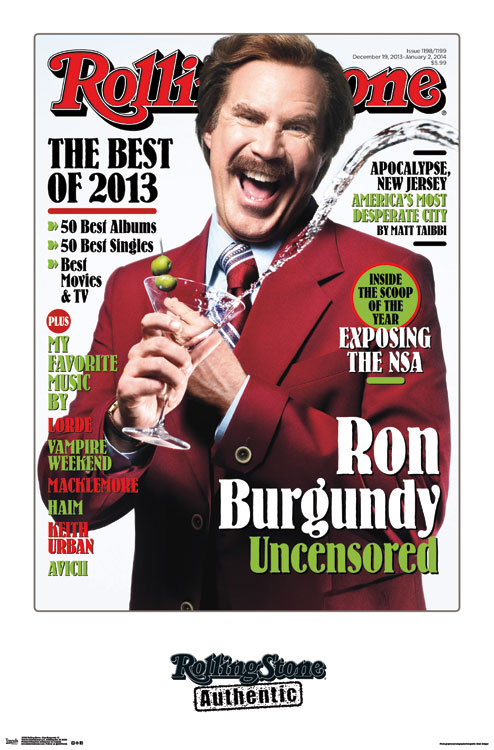 Issue 1198/1199
December 19, 2013-January 2, 2014
$5.99
Rolling Stone
THE BEST
OF 2013
50 Best Albums
50 Best Singles
Best
Movies
& TV
PLUS
MY
FAVORITE
MUSIC
BY
LORDE
VAMPIRE
WEEKEND
MACKLEMORE
HAIM
KEITH
URBAN
AVICII
APOCALYPSE,
NEW JERSEY
AMERICA'S MOST
DESPERATE CITY
BY MATT TAIBBI
INSIDE
THE SCOOP
OF THE
YEAR
EXPOSING
THE NSA
Ron
Burgundy
Uncensored
Rolling Stone
Authentic